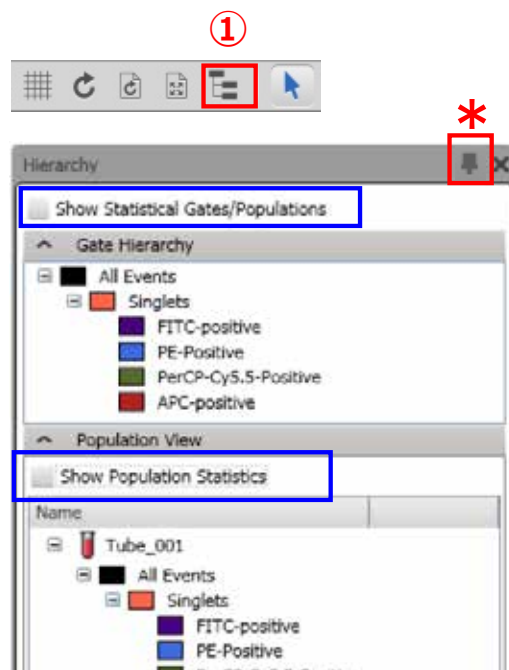 ①
*
Hierarchy
Show Statistical Gates/Populations
Gate Hierarchy
All Events
Singlets
FITC-positive
PE-Positive
PerCP-Cy5.5-Positive
APC-positive
Population View
Show Population Statistics
Name
Tube_001
All Events
Singlets
FITC-positive
PE-Positive